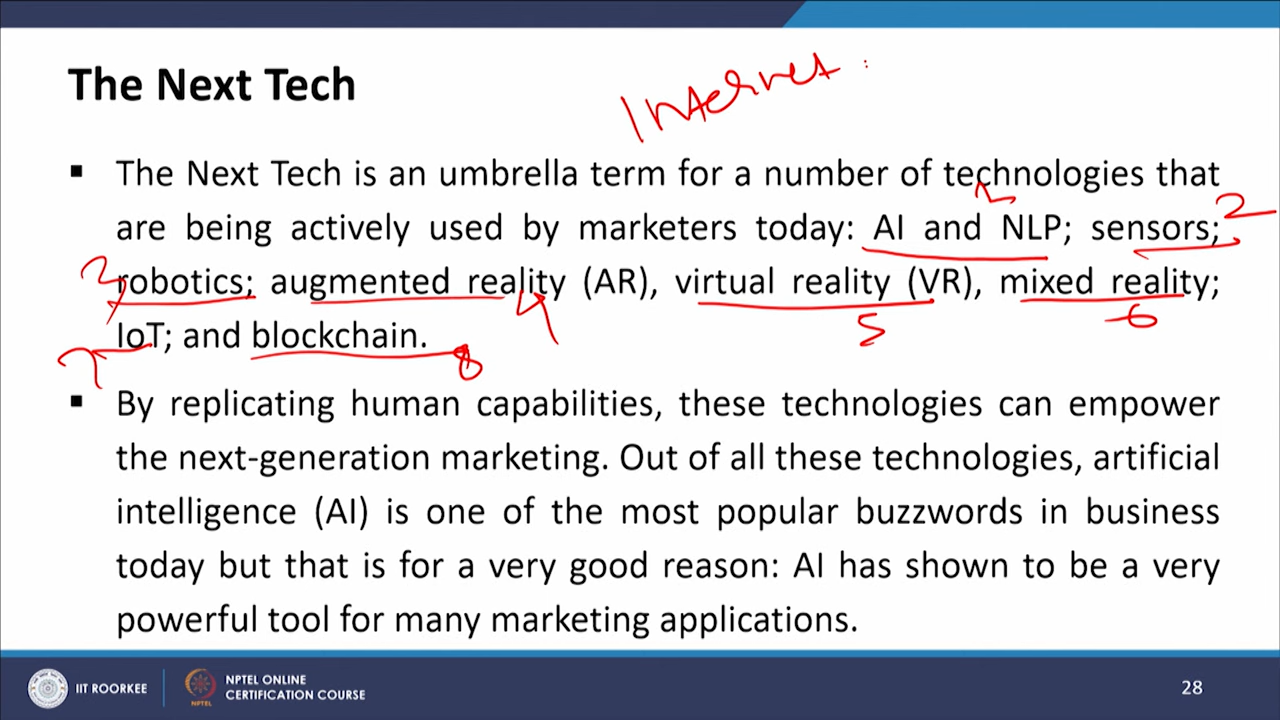 The Next Tech
Internet
▪ The Next Tech is an umbrella term for a number of technologies that
are being actively used by marketers today: AI and NLP; sensors; 2
3 robotics; augmented reality (AR), virtual reality (VR), mixed reality;
4 5 6
7 IoT; and blockchain. 8
▪ By replicating human capabilities, these technologies can empower
the next-generation marketing. Out of all these technologies, artificial
intelligence (AI) is one of the most popular buzzwords in business
today but that is for a very good reason: AI has shown to be a very
powerful tool for many marketing applications.
IIT ROORKEE
NPTEL ONLINE
CERTIFICATION COURSE
NPTEL
28